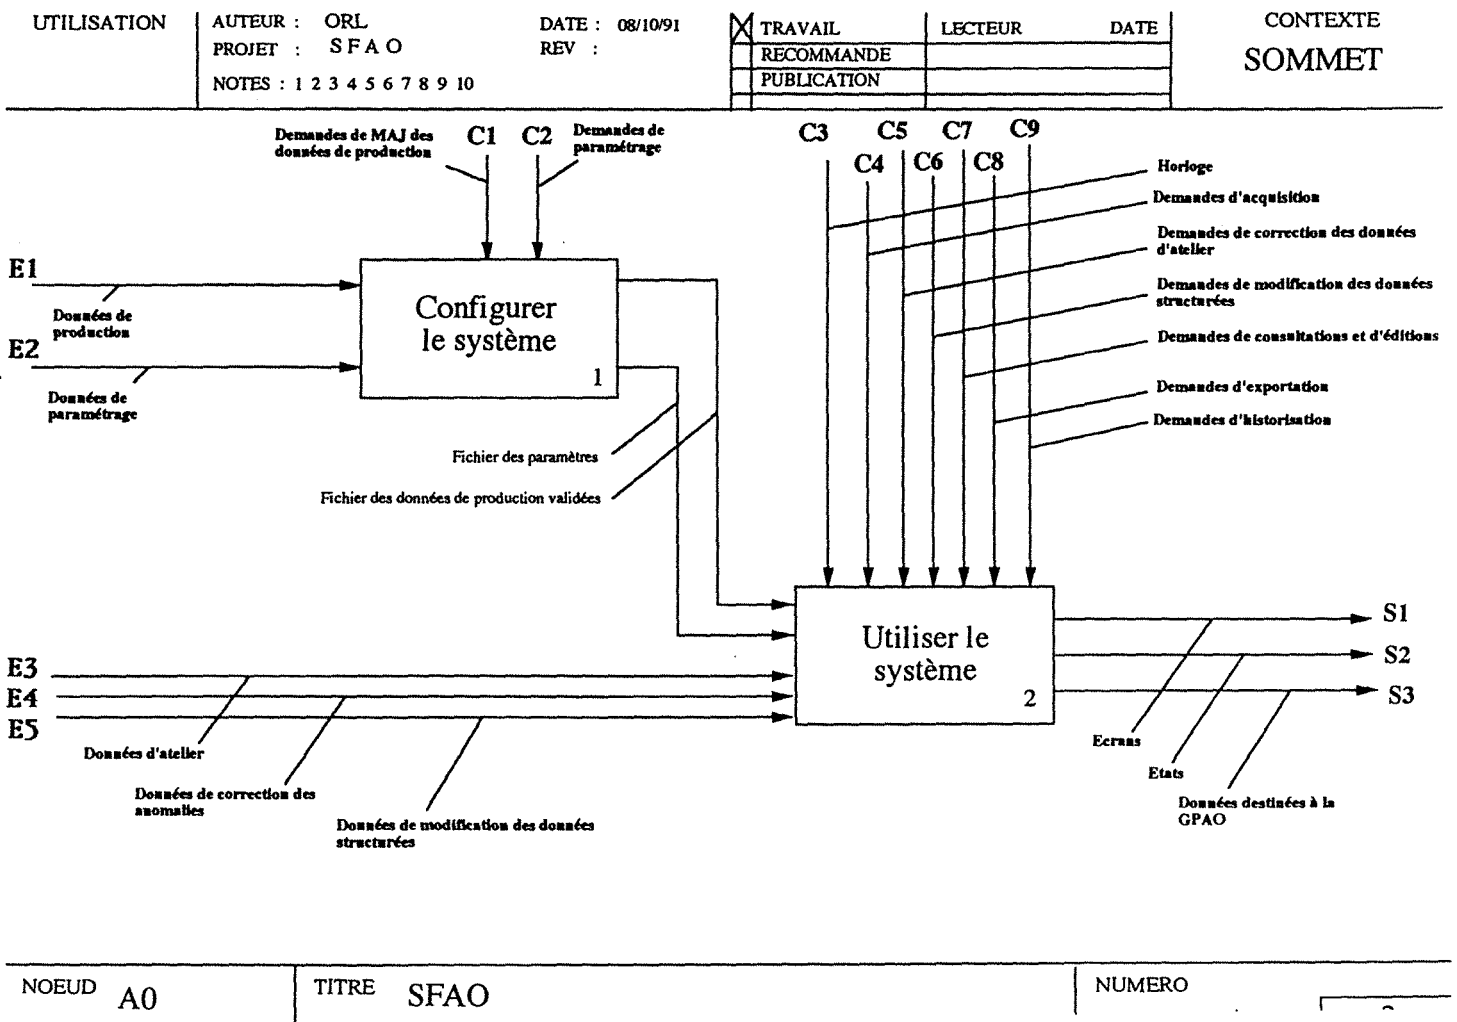 UTILISATION
AUTEUR : ORL
DATE : 08/10/91
PROJET : SFAO
REV :
NOTES : 1 2 3 4 5 6 7 8 9 10
X TRAVAIL
LECTEUR DATE
RECOMMANDE
PUBLICATION
CONTEXTE
SOMMET
Demandes de MAJ des
données de production
C1
C2
Demandes de
paramétrage
C3
C4
C5
C6
C7
C8
C9
Horloge
Demandes d'acquisition
Demandes de correction des données
d'atelier
Demandes de modification des données
structurées
Demandes de consultations et d'éditions
Demandes d'exportation
Demandes d'historisation
E1
Données de
production
E2
Données de
paramétrage
Configurer
le système
1
Fichier des paramètres
Fichier des données de production validées
Utiliser le
système
2
E3
E4
E5
Données d'atelier
Données de correction des
anomalies
Données de modification des données
structurées
S1
S2
S3
Ecrans
Etats
Données destinées à la
GPAO
NOEUD A0
TITRE SFAO
NUMERO